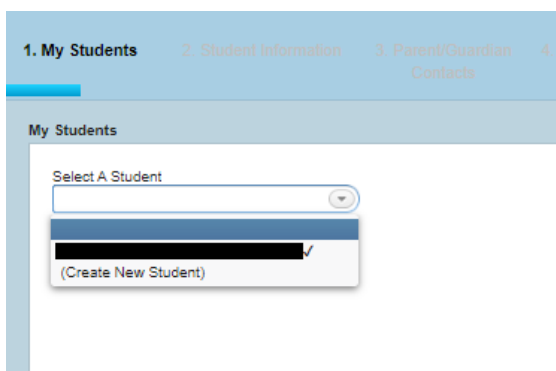 1. My Students 2. Student Information 3. Parent/Guardian 4.
Contacts
My Students
Select A Student
✓
(Create New Student)